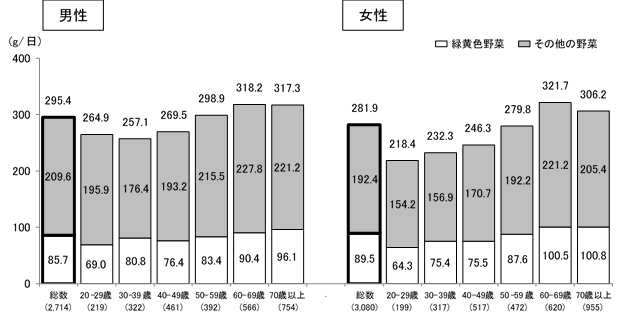 男性
女性
(g/日)
緑黄色野菜 その他の野菜
400
300
200
100
0
295.4 264.9 257.1 269.5 298.9 318.2 317.3
209.6 195.9 176.4 193.2 215.5 227.8 221.2
85.7 69.0 80.8 76.4 83.4 90.4 96.1
総数 20-29歳 30-39歳 40-49歳 50-59歳 60-69歳 70歳以上
(2,714) (219) (322) (461) (392) (566) (754)
281.9 218.4 232.3 246.3 279.8 321.7 306.2
192.4 154.2 156.9 170.7 192.2 221.2 205.4
89.5 64.3 75.4 75.5 87.6 100.5 100.8
総数 20-29歳 30-39歳 40-49歳 50-59歳 60-69歳 70歳以上
(3,080) (199) (317) (517) (472) (620) (955)